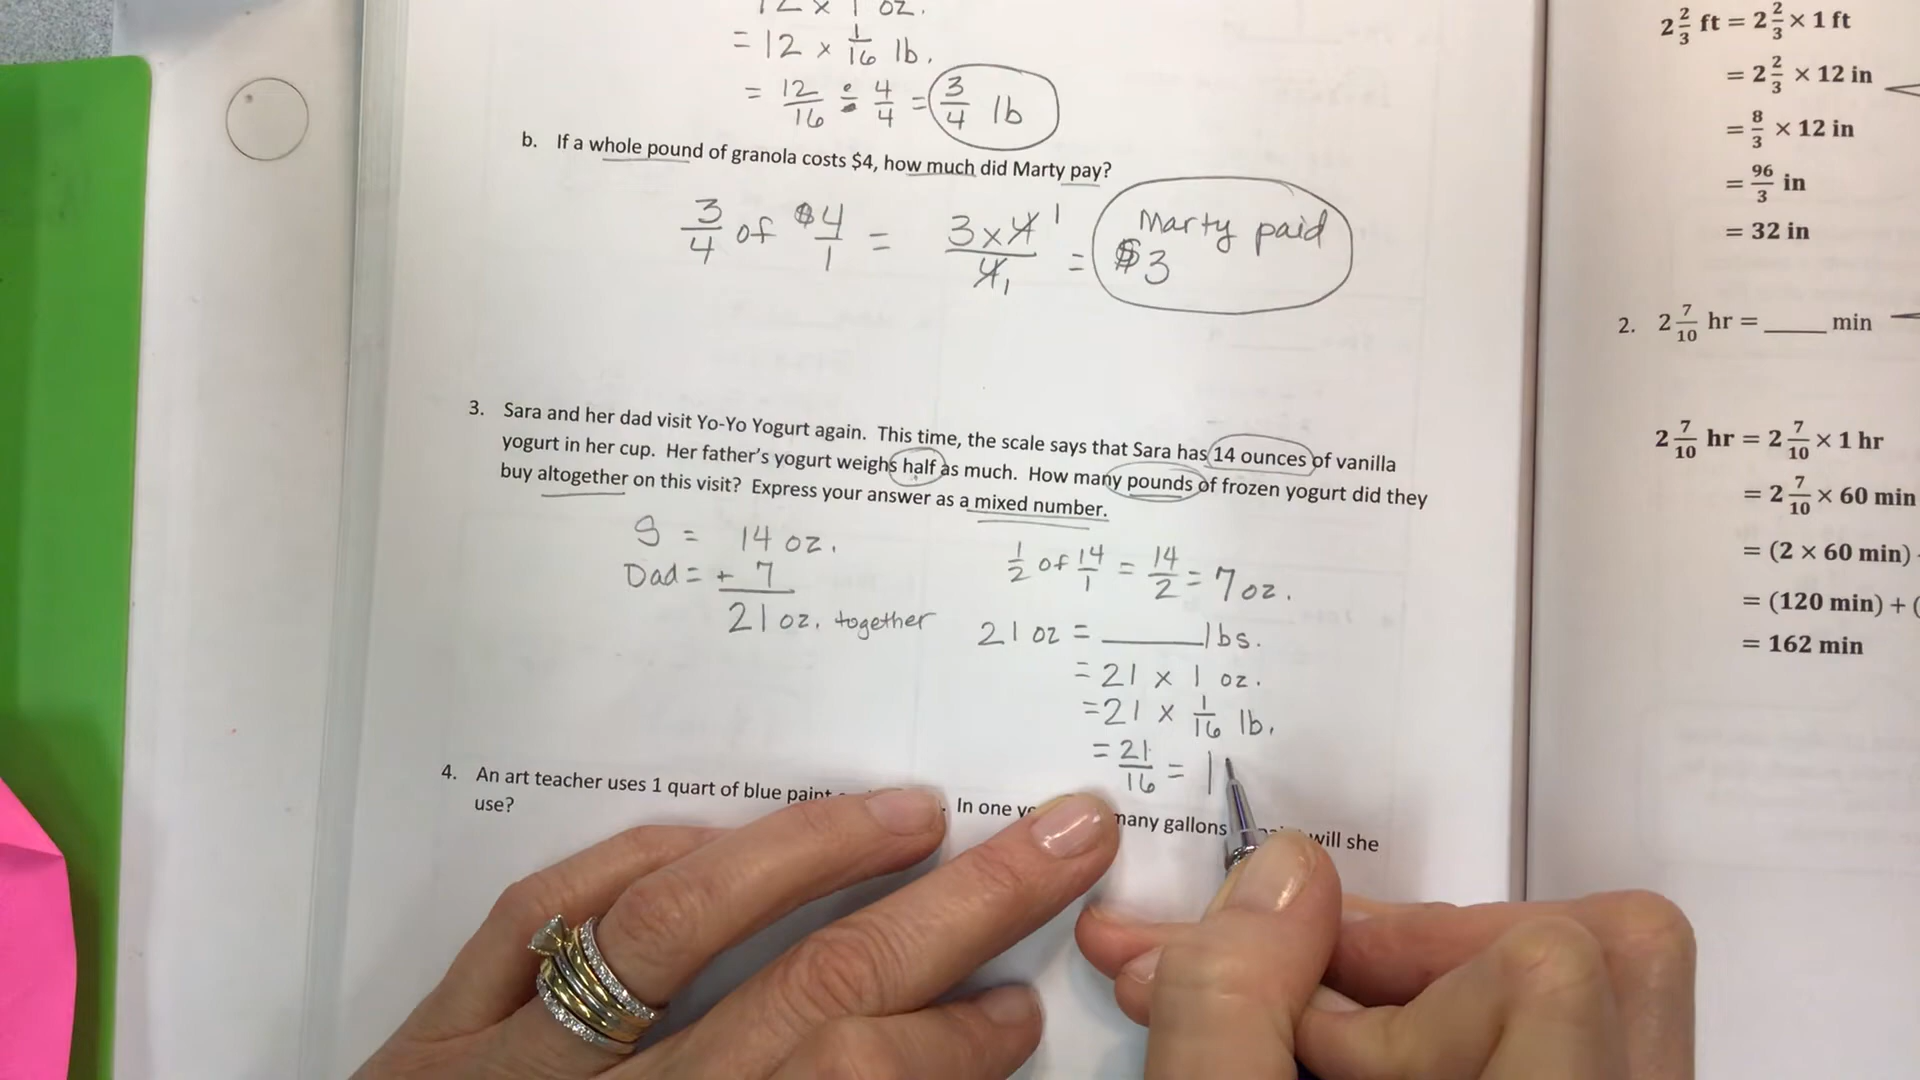 12 x 1 oz.
= 12 x 1/16 lb.
= 12/16 ÷ 4/4 = 3/4 lb
b. If a whole pound of granola costs $4, how much did Marty pay?
3/4 of $4/1 = 3x4/4 1 1 = Marty paid
$3
3. Sara and her dad visit Yo-Yo Yogurt again. This time, the scale says that Sara has 14 ounces of vanilla
yogurt in her cup. Her father's yogurt weighs half as much. How many pounds of frozen yogurt did they
buy altogether on this visit? Express your answer as a mixed number.
S = 14 oz.
Dad = + 7
21 oz. together
1/2 of 14/1 = 14/2 = 7 oz.
21 oz = ____ lbs.
= 21 x 1 oz.
= 21 x 1/16 lb.
= 21/16 = 1
4. An art teacher uses 1 quart of blue paint . In one many gallons will she
use?
2 2/3 ft = 2 2/3 × 1 ft
= 2 2/3 × 12 in
= 8/3 × 12 in
= 96/3 in
= 32 in
2. 2 7/10 hr = ____ min
2 7/10 hr = 2 7/10 × 1 hr
= 2 7/10 × 60 min
= (2 × 60 min)
= (120 min) + (
= 162 min